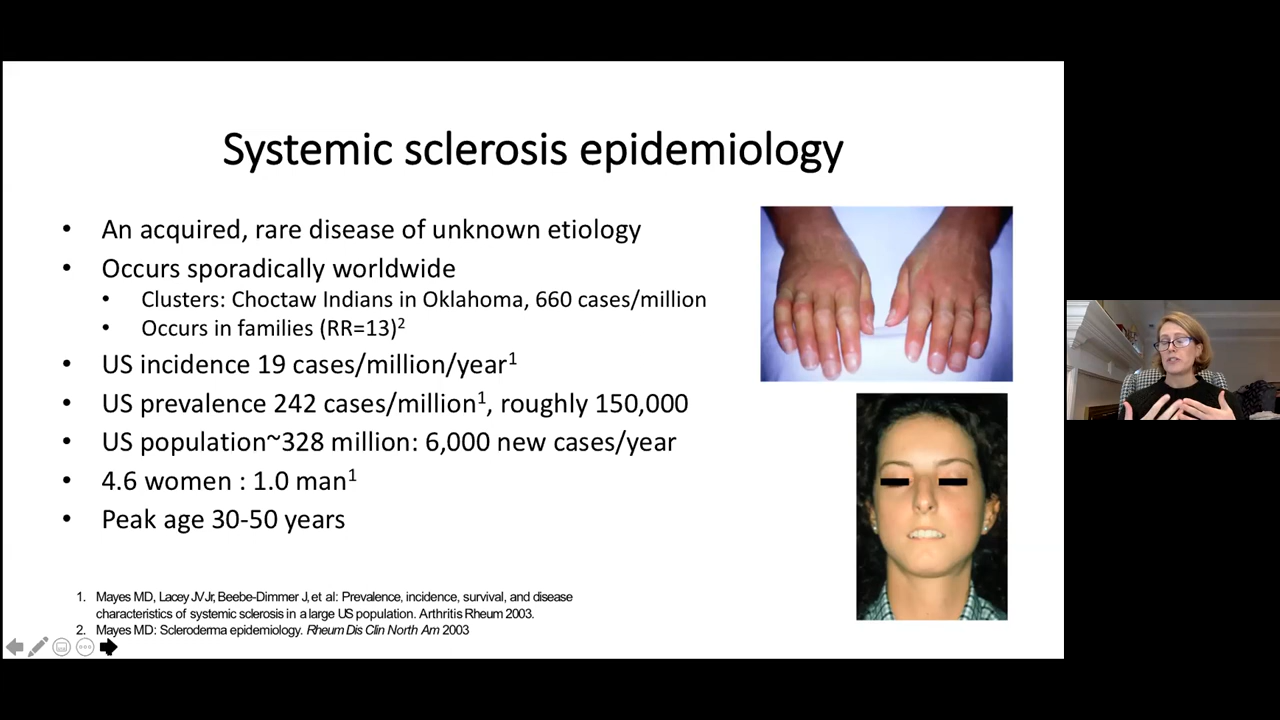 Systemic sclerosis epidemiology
• An acquired, rare disease of unknown etiology
• Occurs sporadically worldwide
• Clusters: Choctaw Indians in Oklahoma, 660 cases/million
• Occurs in families (RR=13)²
• US incidence 19 cases/million/year¹
• US prevalence 242 cases/million¹, roughly 150,000
• US population~328 million: 6,000 new cases/year
• 4.6 women : 1.0 man¹
• Peak age 30-50 years
1. Mayes MD, Lacey JV Jr, Beebe-Dimmer J, et al: Prevalence, incidence, survival, and disease
characteristics of systemic sclerosis in a large US population. Arthritis Rheum 2003.
2. Mayes MD: Scleroderma epidemiology. Rheum Dis Clin North Am 2003